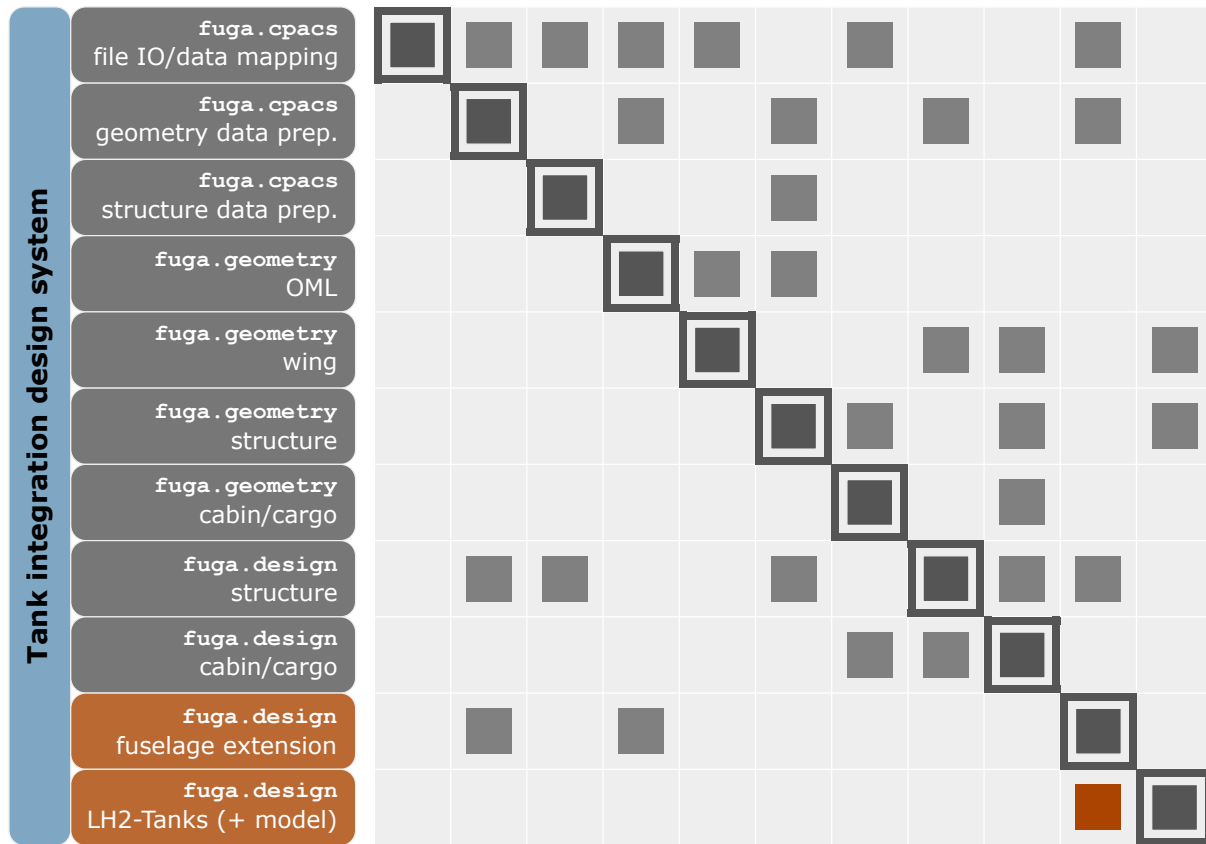 Tank integration design system
fuga.cpacs
file IO/data mapping
fuga.cpacs
geometry data prep.
fuga.cpacs
structure data prep.
fuga.geometry
OML
fuga.geometry
wing
fuga.geometry
structure
fuga.geometry
cabin/cargo
fuga.design
structure
fuga.design
cabin/cargo
fuga.design
fuselage extension
fuga.design
LH2-Tanks (+ model)